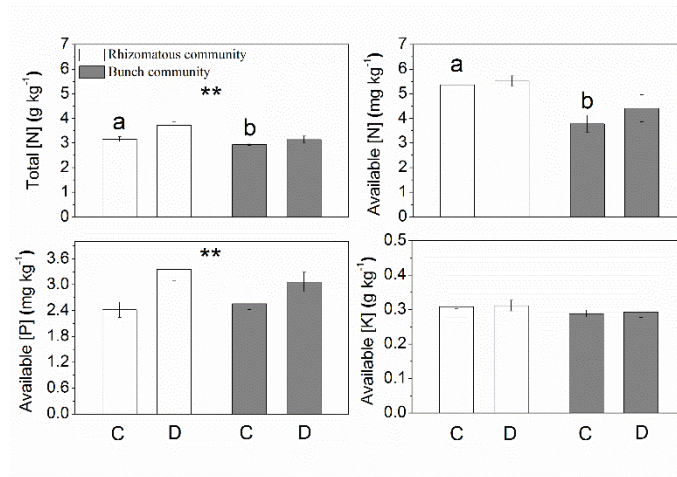 Total [N] (g kg⁻¹)
7
6
5
4
3
2
1
0
Rhizomatous community
Bunch community
**
a
b
Available [N] (mg kg⁻¹)
7
6
5
4
3
2
1
0
a
b
Available [P] (mg kg⁻¹)
3.6
3.0
2.4
1.8
1.2
0.6
0.0
**
C D C D
Available [K] (g kg⁻¹)
0.5
0.4
0.3
0.2
0.1
0.0
C D C D